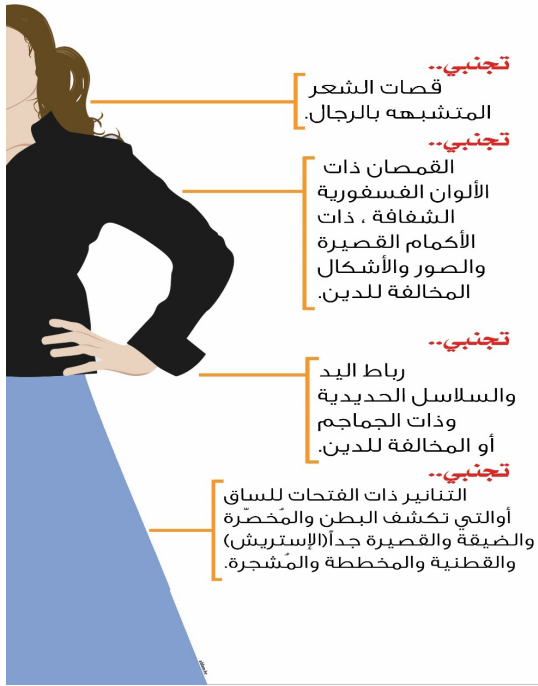 تجنبي..
قصات الشعر
المتشبهه بالرجال.
تجنبي..
القمصان ذات
الألوان الفسفورية
الشفافة ، ذات
الأكمام القصيرة
والصور والأشكال
المخالفة للدين.
تجنبي..
رباط اليد
والسلاسل الحديدية
وذات الجماجم
أو المخالفة للدين.
تجنبي..
التنانير ذات الفتحات للساق
أوالتي تكشف البطن والمُخصّرة
والضيقة والقصيرة جداً(الإستريش)
والقطنية والمخططة والمُشجرة.